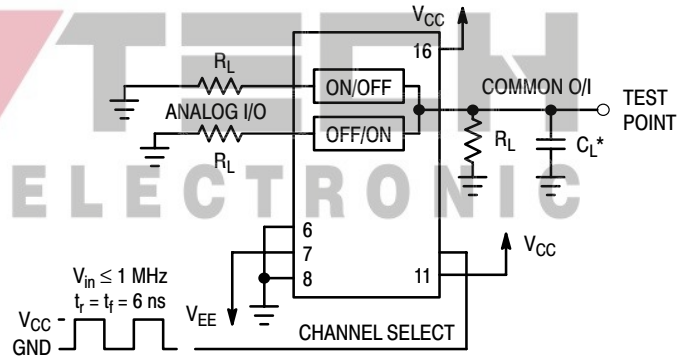 V_CC
16
R_L
ON/OFF
COMMON O/I
TEST
POINT
ANALOG I/O
OFF/ON
R_L
R_L
C_L*
TECH
ELECTRONIC
6
7
8
11
V_CC
V_in ≤ 1 MHz
t_r = t_f = 6 ns
V_EE
V_CC
GND
CHANNEL SELECT